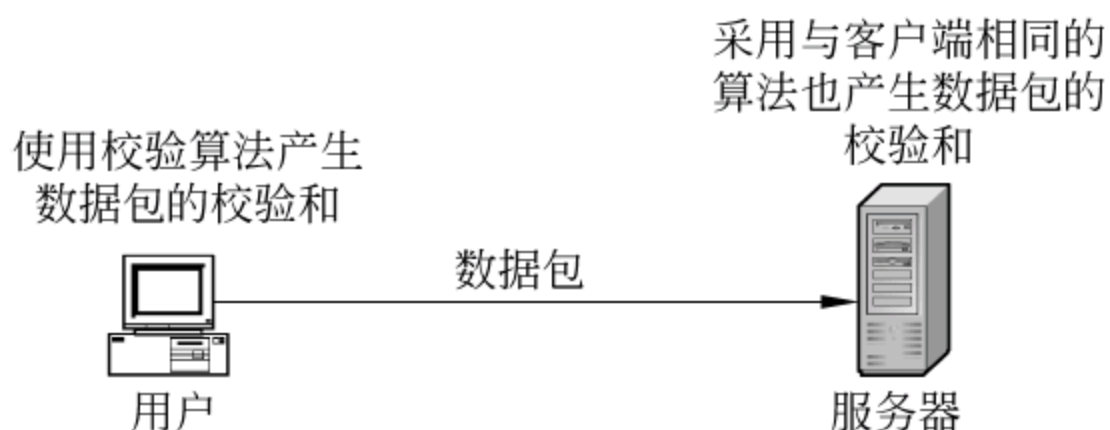 采用与客户端相同的
算法也产生数据包的
校验和
使用校验算法产生
数据包的校验和
数据包
用户
服务器